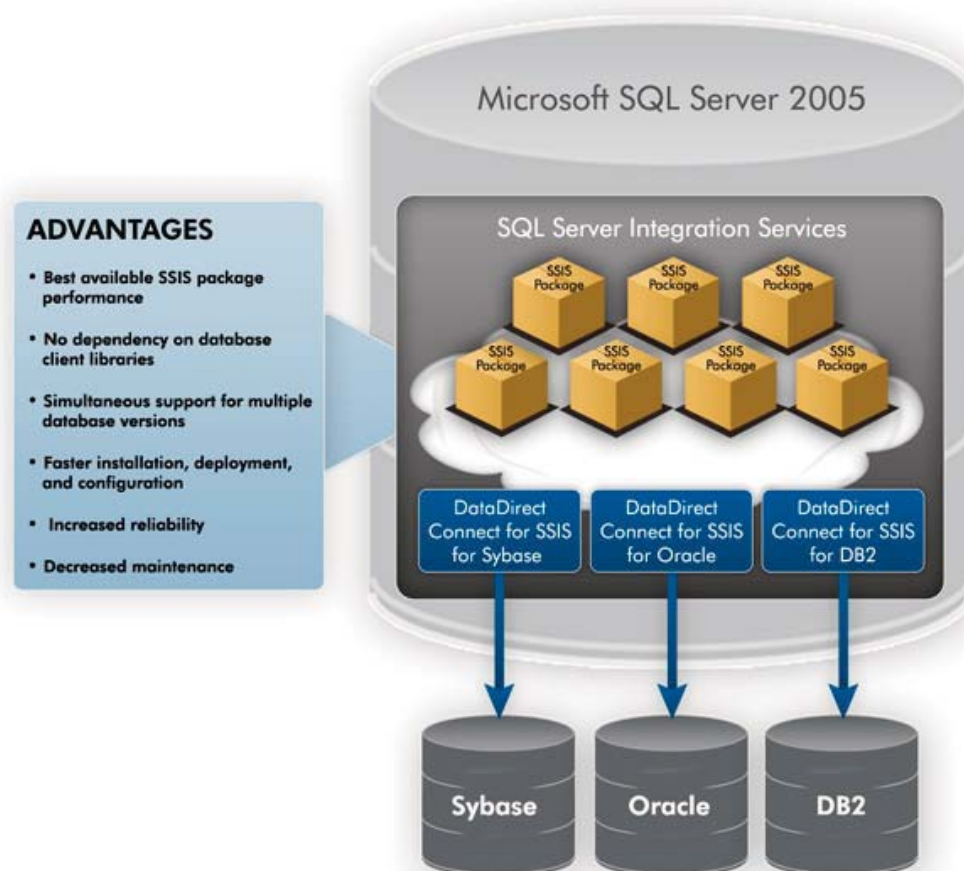 Microsoft SQL Server 2005
ADVANTAGES
• Best available SSIS package
performance
• No dependency on database
client libraries
• Simultaneous support for multiple
database versions
• Faster installation, deployment,
and configuration
• Increased reliability
• Decreased maintenance
SQL Server Integration Services
SSIS
Package
SSIS
Package
SSIS
Package
SSIS
Package
SSIS
Package
SSIS
Package
SSIS
Package
DataDirect
Connect for SSIS
for Sybase
DataDirect
Connect for SSIS
for Oracle
DataDirect
Connect for SSIS
for DB2
Sybase
Oracle
DB2